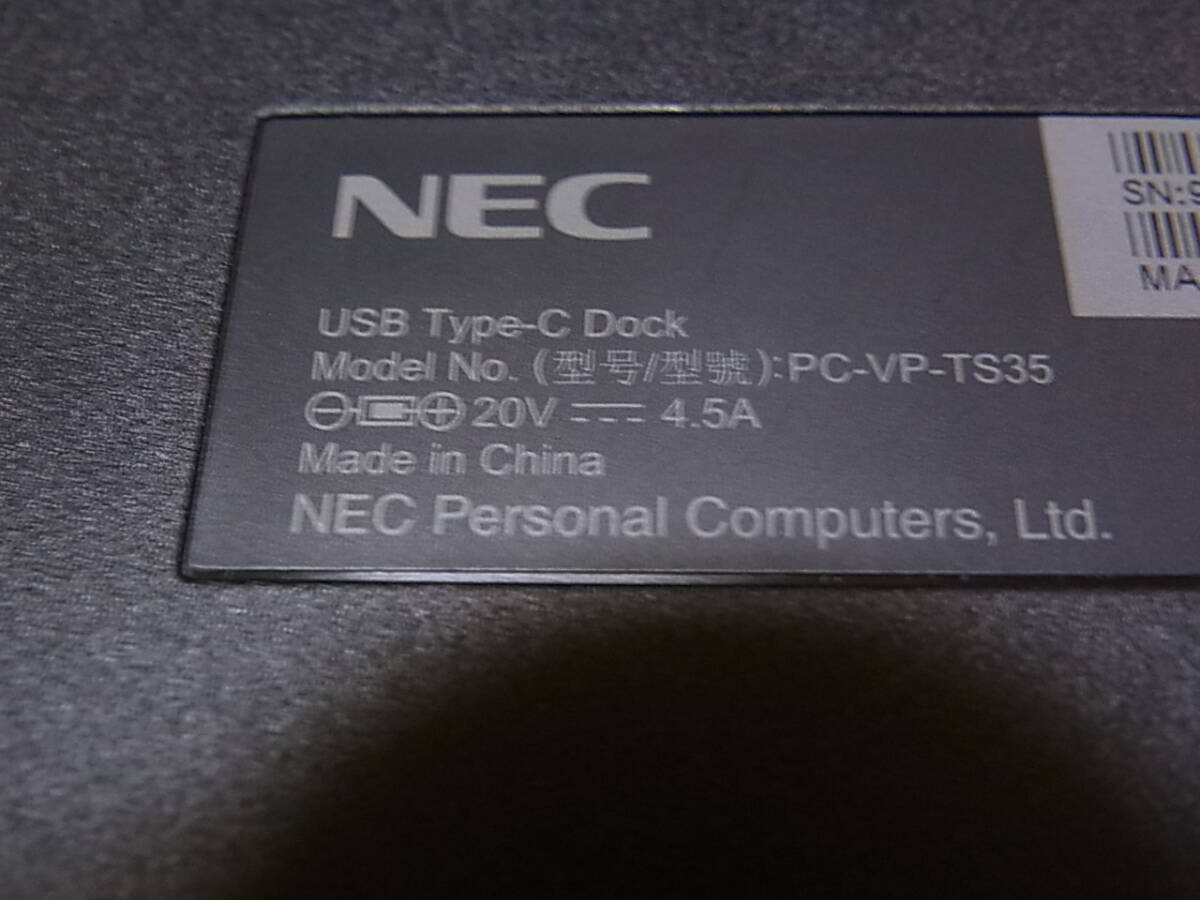 NEC
USB Type-C Dock
Model No. (型号/型號):PC-VP-TS35
20V ⎓ 4.5A
Made in China
NEC Personal Computers, Ltd.
SN:9
MA